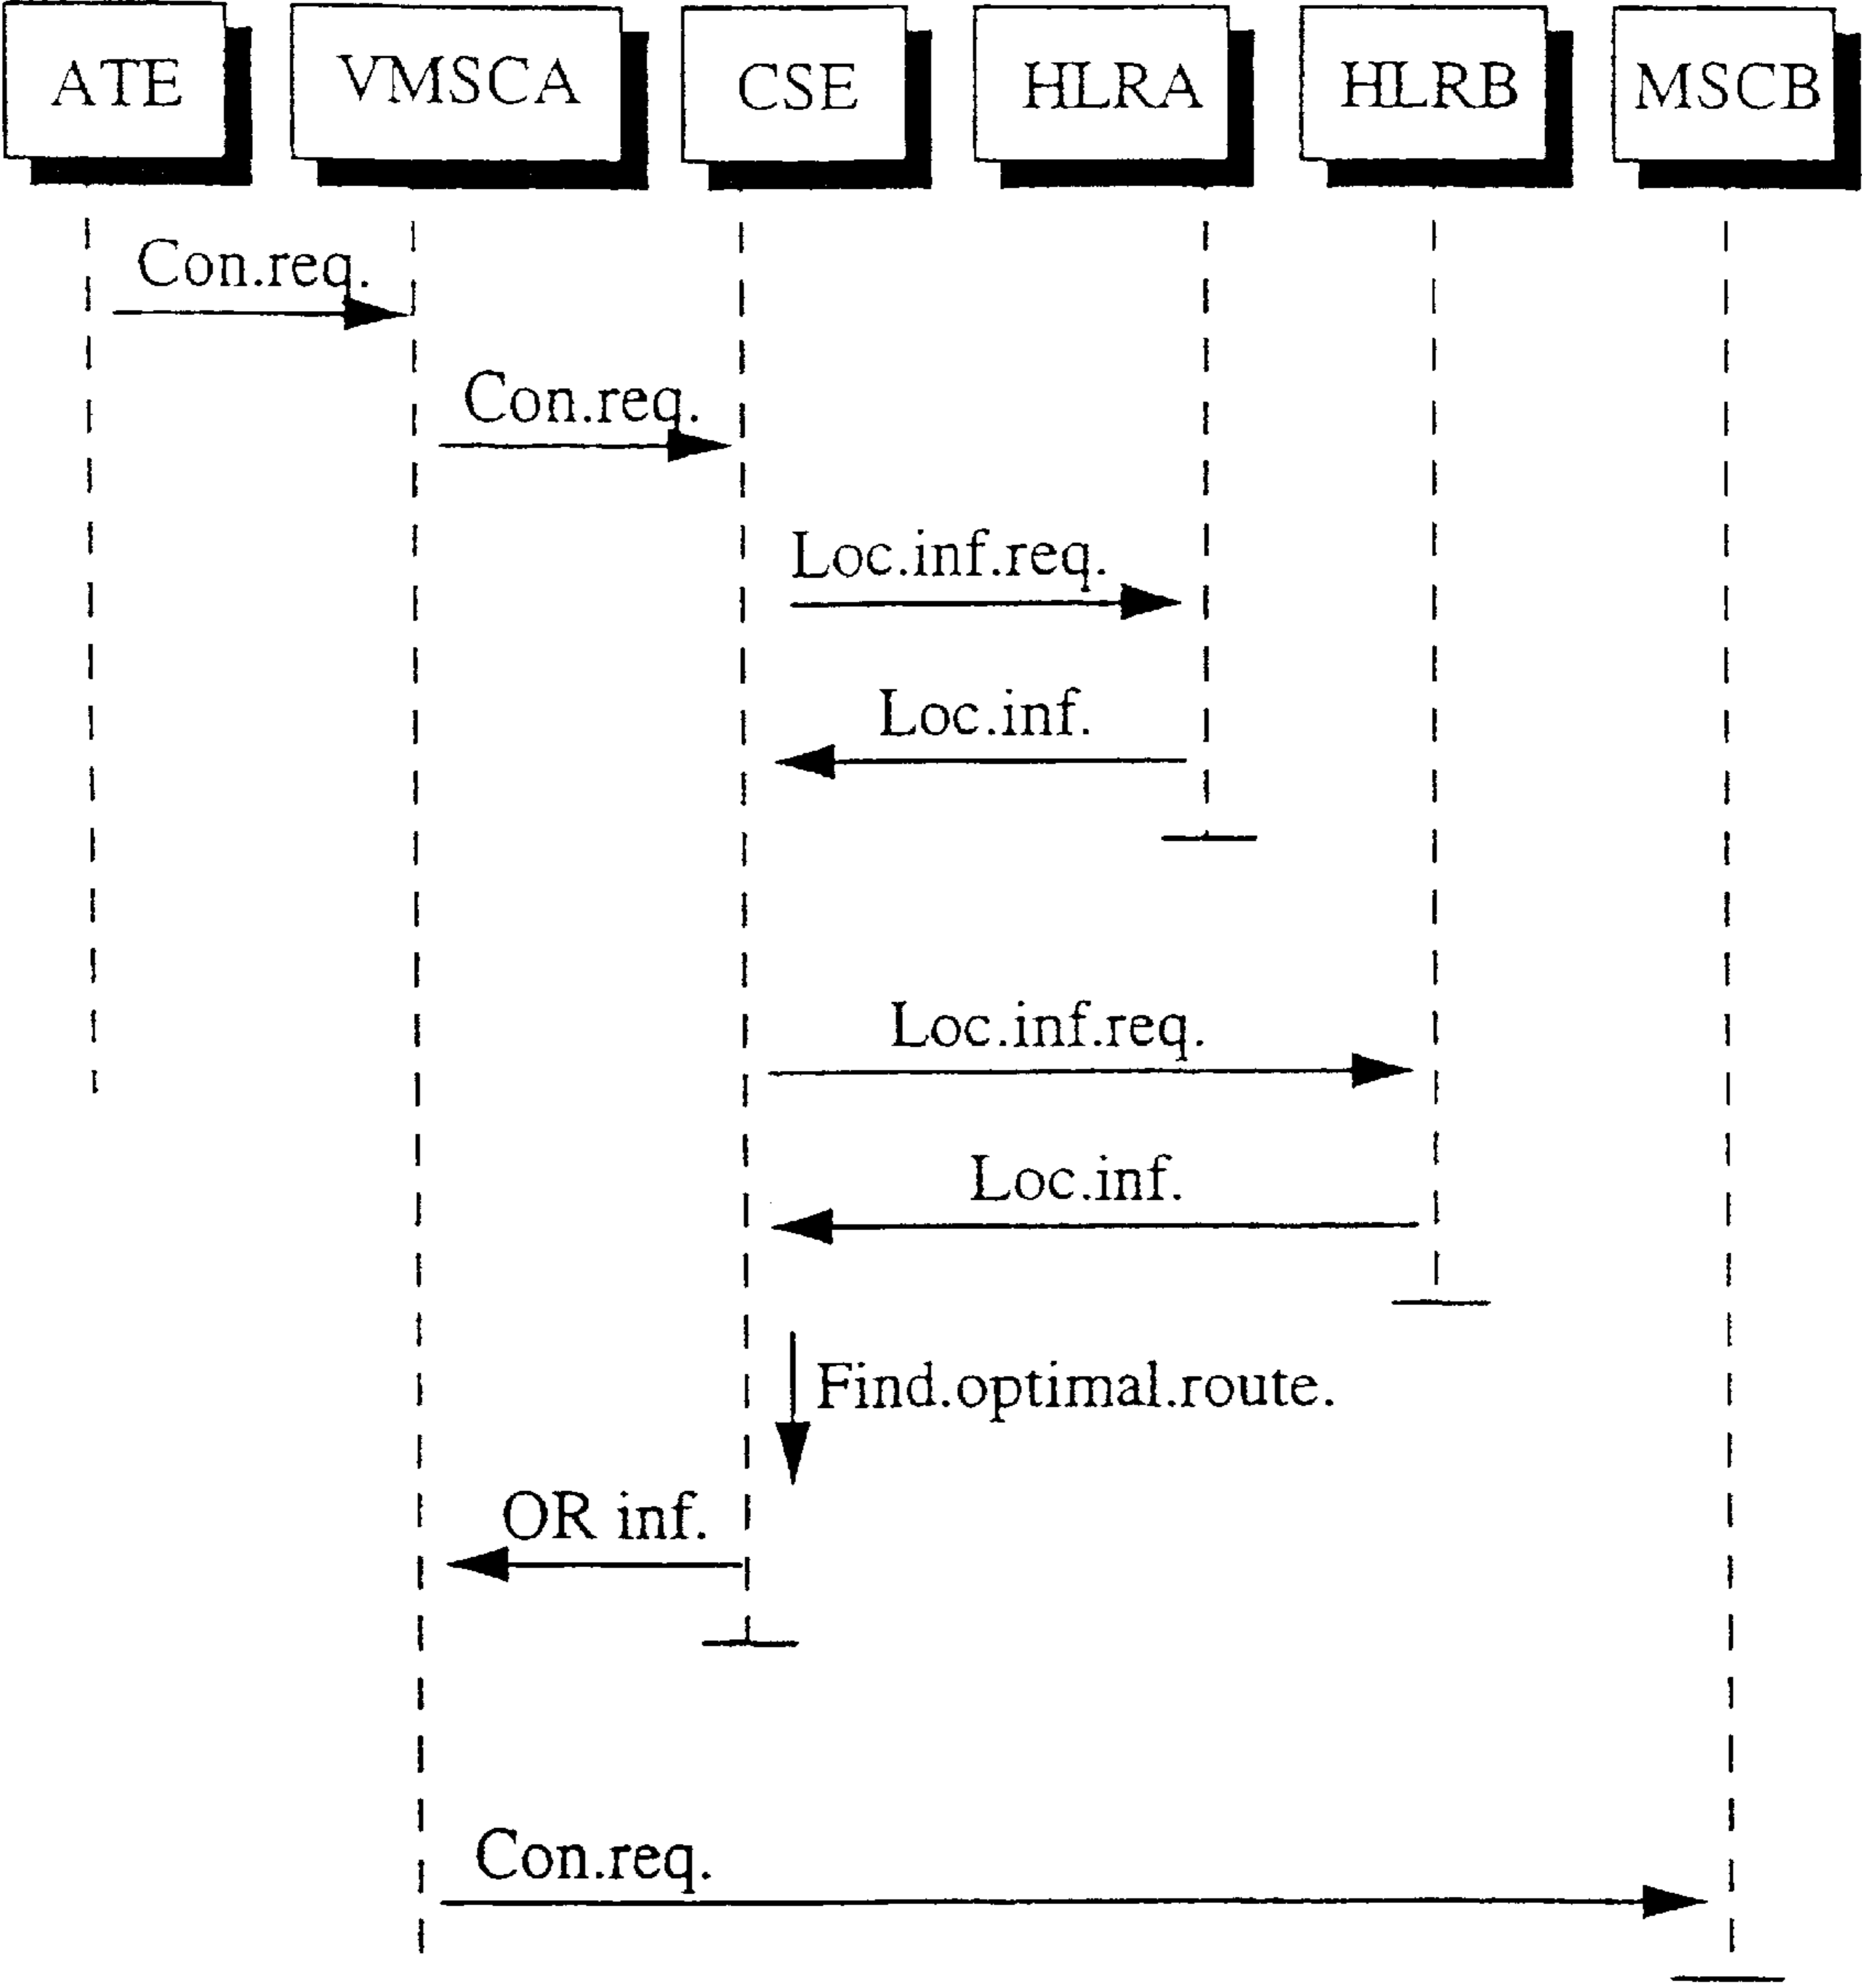 ATE
VMSCA
CSE
HLRA
HLRB
MSCB
Con.req.
Con.req.
Loc.inf.req.
Loc.inf.
Loc.inf.req.
Loc.inf.
Find.optimal.route.
OR inf.
Con.req.